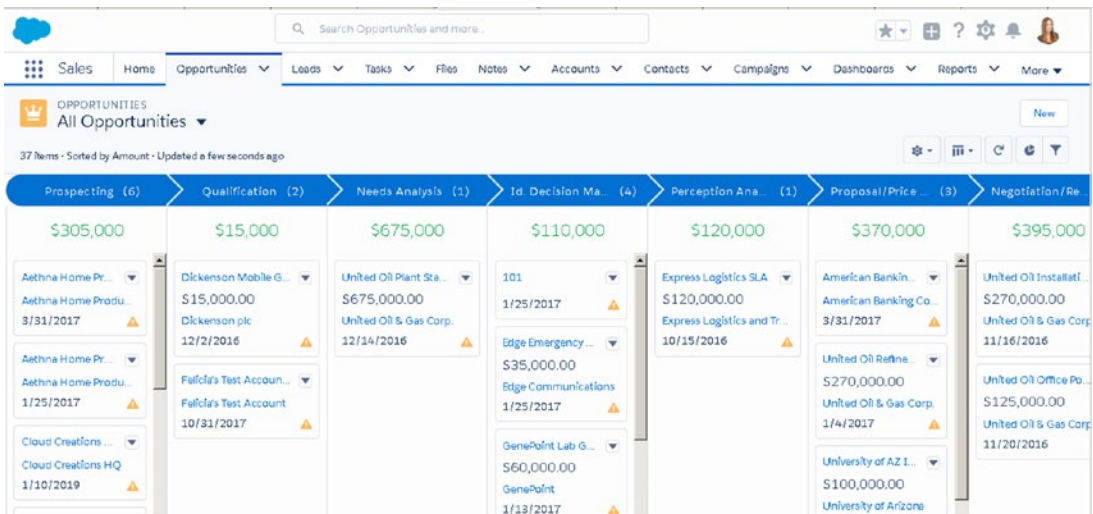 Search Opportunities and more..
Sales Home Opportunities Leads Tasks Files Notes Accounts Contacts Campaigns Dashboards Reports More
OPPORTUNITIES
All Opportunities
New
37 items · Sorted by Amount · Updated a few seconds ago
Prospecting (6) Qualification (2) Needs Analysis (1) Id. Decision Ma... (4) Perception Ana... (1) Proposal/Price ... (3) Negotiation/Re...
$305,000 $15,000 $675,000 $110,000 $120,000 $370,000 $395,000
Aethna Home Pr...
Aethna Home Produ...
3/31/2017
Aethna Home Pr...
Aethna Home Produ...
1/25/2017
Cloud Creations ...
Cloud Creations HQ
1/10/2019
Dickenson Mobile G...
$15,000.00
Dickenson plc
12/2/2016
Felicia's Test Accoun...
Felicia's Test Account
10/31/2017
United Oil Plant Sta...
$675,000.00
United Oil & Gas Corp.
12/14/2016
101
1/25/2017
Edge Emergency ...
$35,000.00
Edge Communications
1/25/2017
GenePoint Lab G...
$60,000.00
GenePoint
1/13/2017
Express Logistics SLA
$120,000.00
Express Logistics and Tr...
10/15/2016
American Bankin...
American Banking Co...
3/31/2017
United Oil Refine...
$270,000.00
United Oil & Gas Corp.
1/4/2017
University of AZ I...
$100,000.00
University of Arizona
United Oil Installati...
$270,000.00
United Oil & Gas Corp
11/16/2016
United Oil Office Po...
$125,000.00
United Oil & Gas Corp
11/20/2016